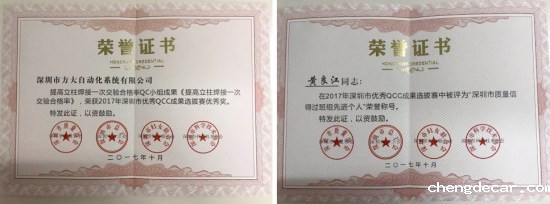 荣誉证书
HONORARY CREDENTIAL
深圳市方大自动化系统有限公司
提高立柱焊接一次交验合格率QC小组成果《提高立柱焊接一次
交验合格率》，荣获2017年深圳市优秀QCC成果选拔赛优秀奖。
特发此证，以资鼓励。
二〇一七年十月
荣誉证书
HONORARY CREDENTIAL
黄良江同志：
在2017年深圳市优秀QCC成果选拔赛中被评为“深圳市质量信
得过班组先进个人”荣誉称号。
特发此证，以资鼓励。
二〇一七年十月
chengdecar.com